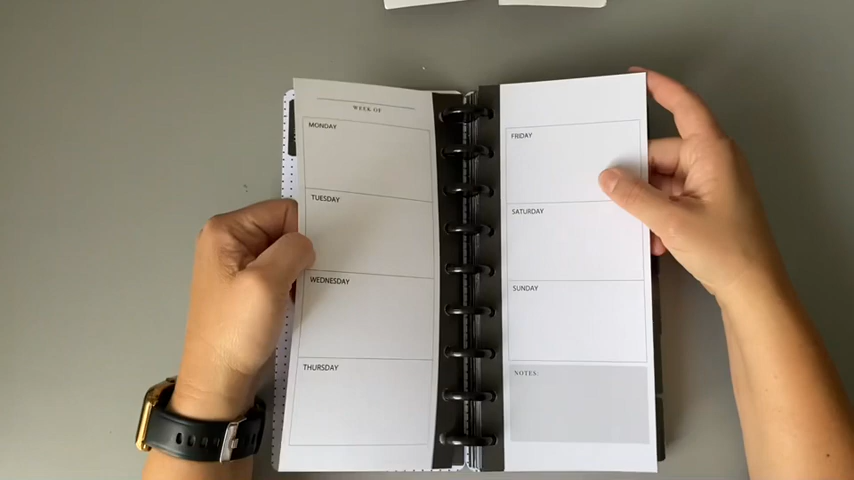 WEEK OF
MONDAY
TUESDAY
WEDNESDAY
THURSDAY
FRIDAY
SATURDAY
SUNDAY
NOTES: